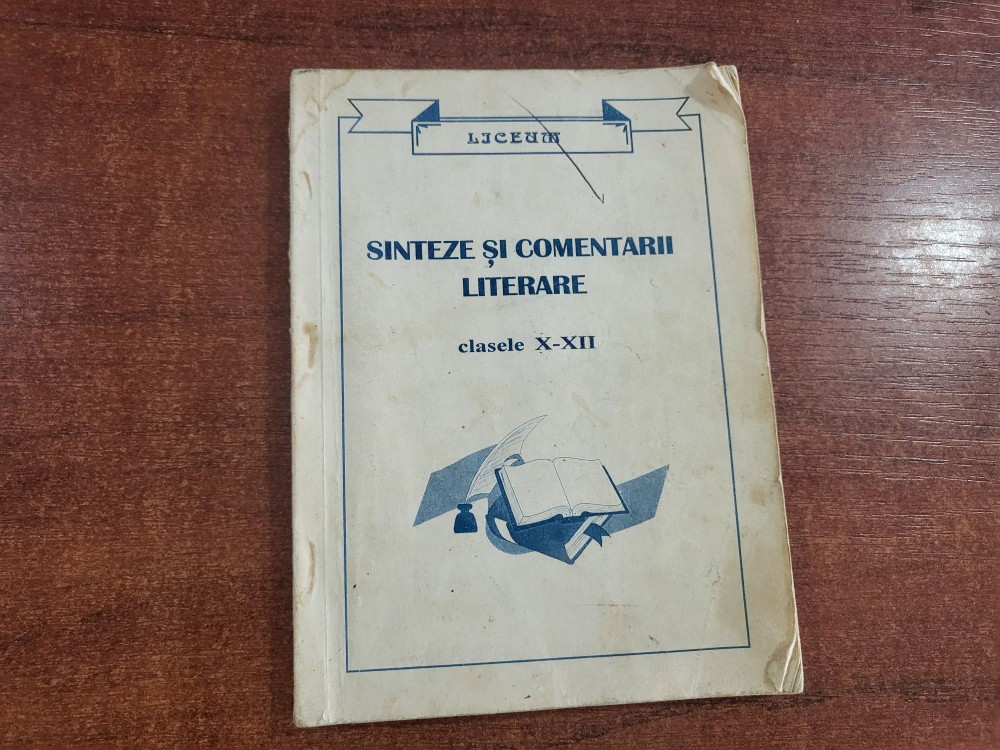 LICEUM
SINTEZE ȘI COMENTARII
LITERARE
clasele X-XII